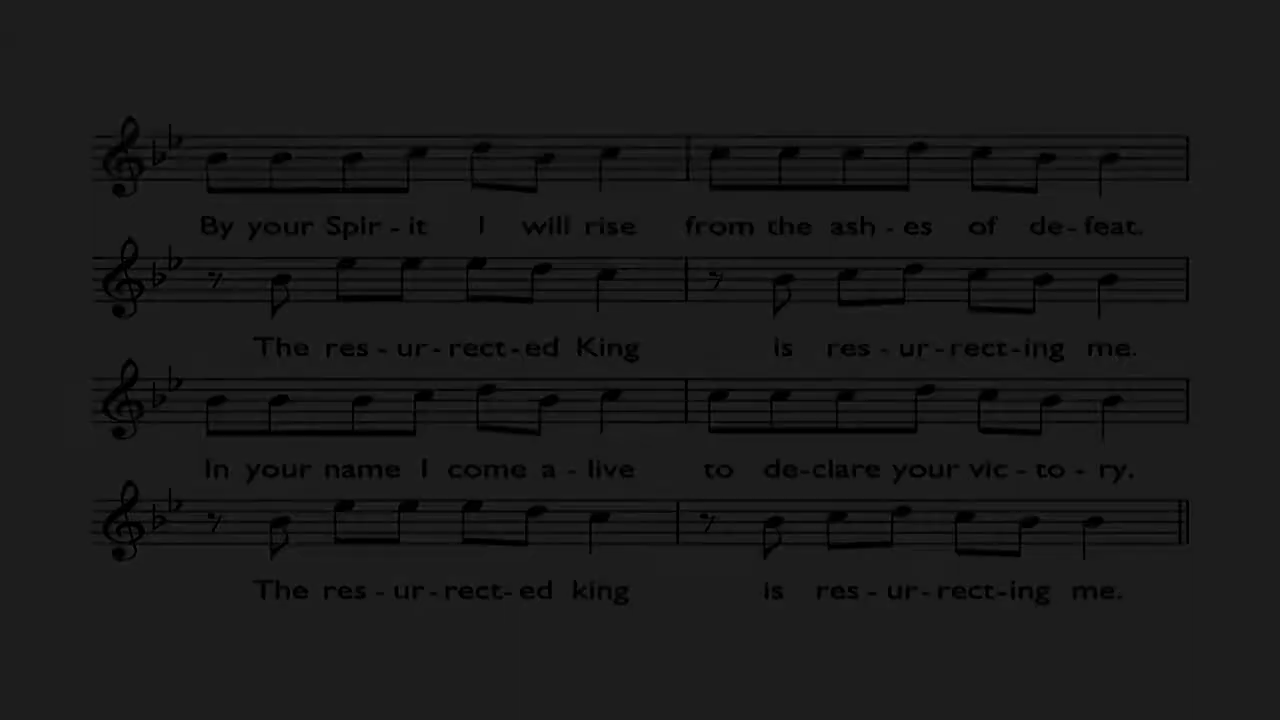 By your Spir - it I will rise from the ash - es of de - feat.
The res - ur - rect - ed King is res - ur - rect - ing me.
In your name I come a - live to de - clare your vic - to - ry.
The res - ur - rect - ed king is res - ur - rect - ing me.